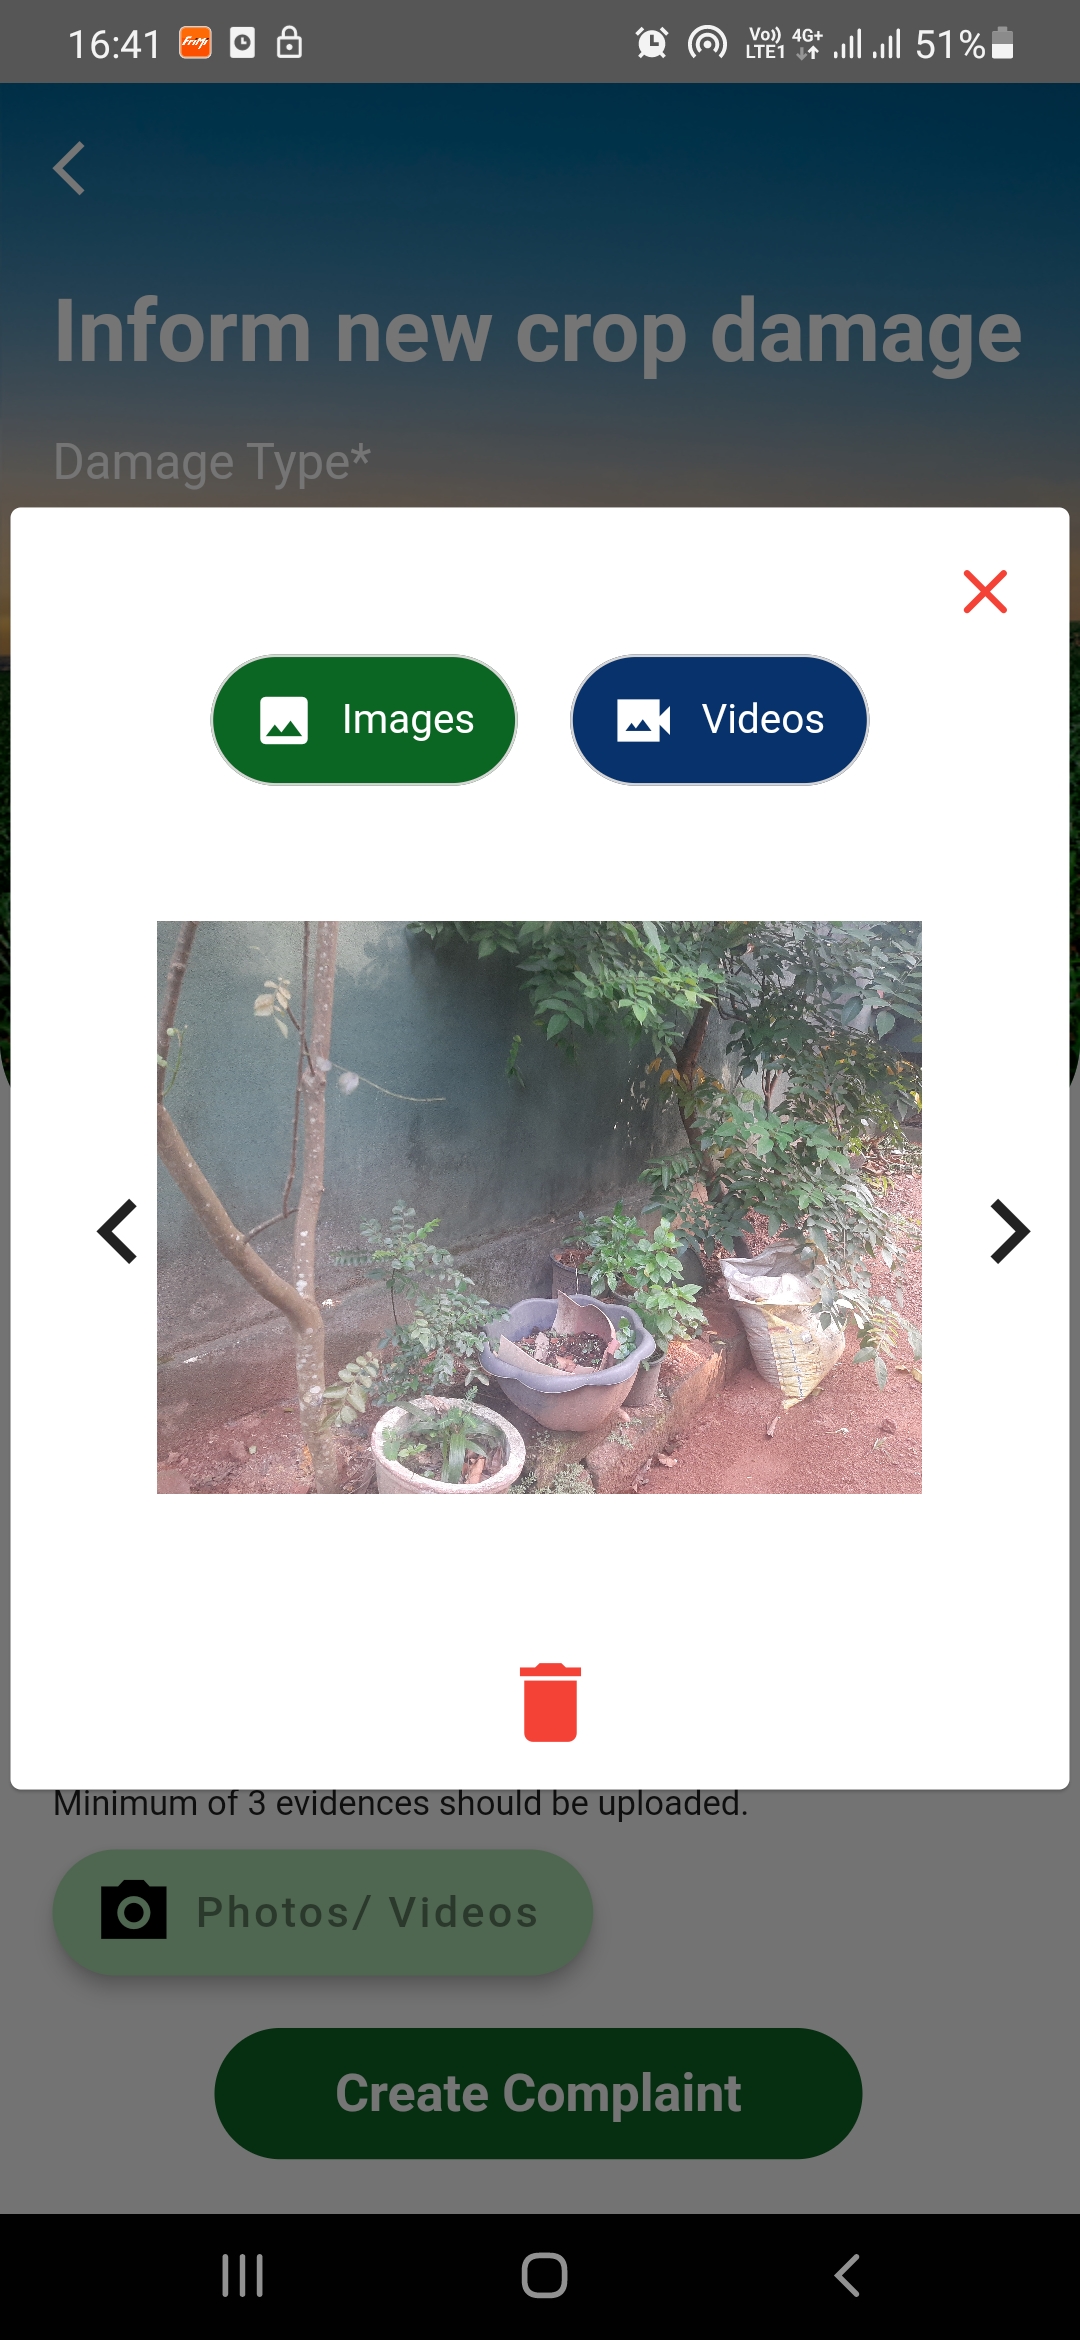 16:41 FriMi Vo)) LTE1 4G+ 51%
Inform new crop damage
Damage Type*
Images Videos
Minimum of 3 evidences should be uploaded.
Photos/ Videos
Create Complaint